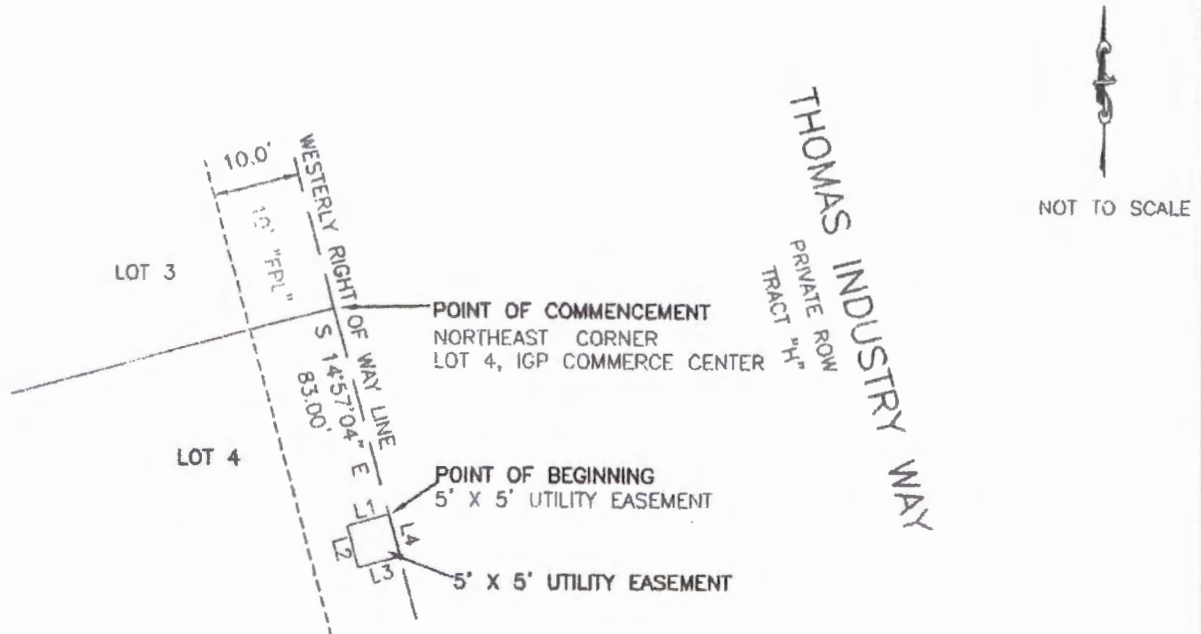 THOMAS INDUSTRY WAY
PRIVATE ROW
TRACT "H"
NOT TO SCALE
10.0'
WESTERLY RIGHT OF WAY LINE
10' "FPL"
LOT 3
POINT OF COMMENCEMENT
NORTHEAST CORNER
LOT 4, IGP COMMERCE CENTER
S 14°57'04" E
83.00'
LOT 4
POINT OF BEGINNING
5' X 5' UTILITY EASEMENT
L1
L4
L2
L3
5' X 5' UTILITY EASEMENT